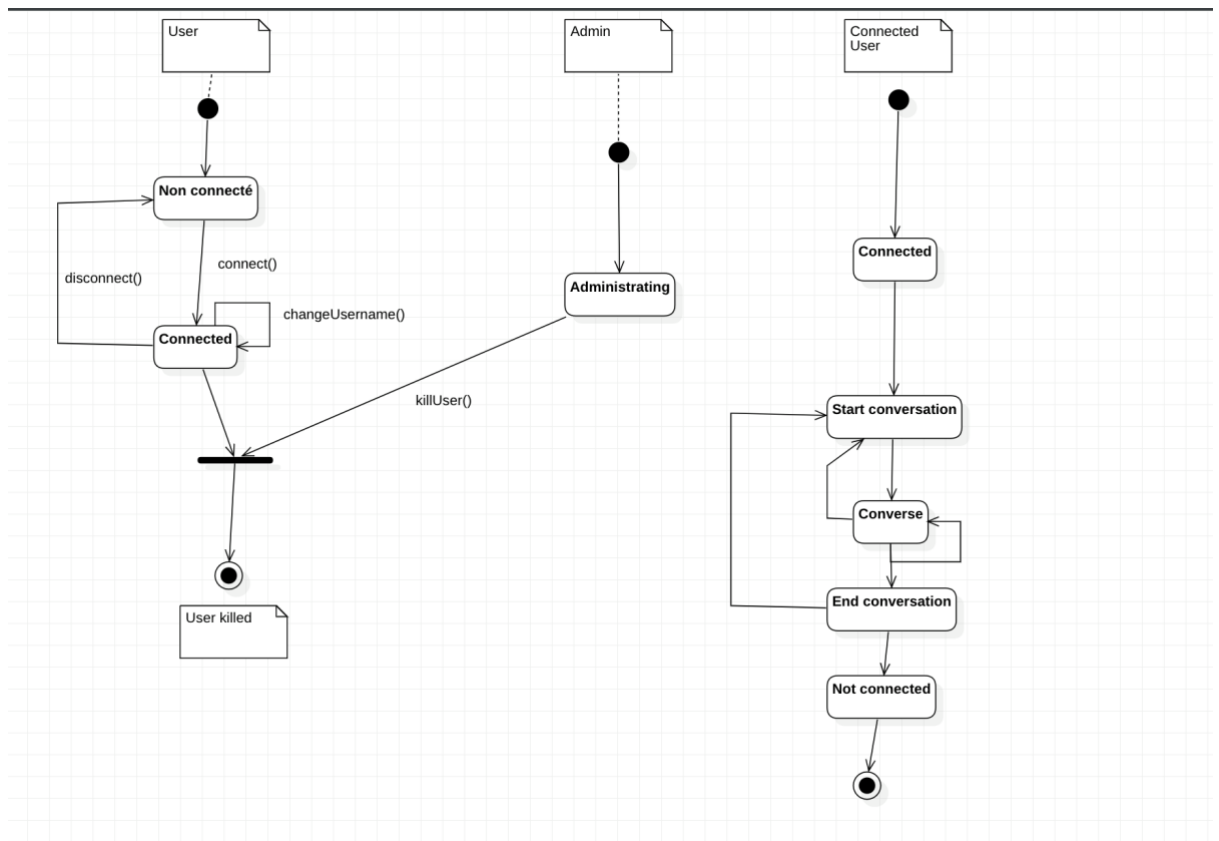 User
Admin
Connected
User
Non connecté
disconnect()
connect()
changeUsername()
Connected
Administrating
killUser()
User killed
Connected
Start conversation
Converse
End conversation
Not connected